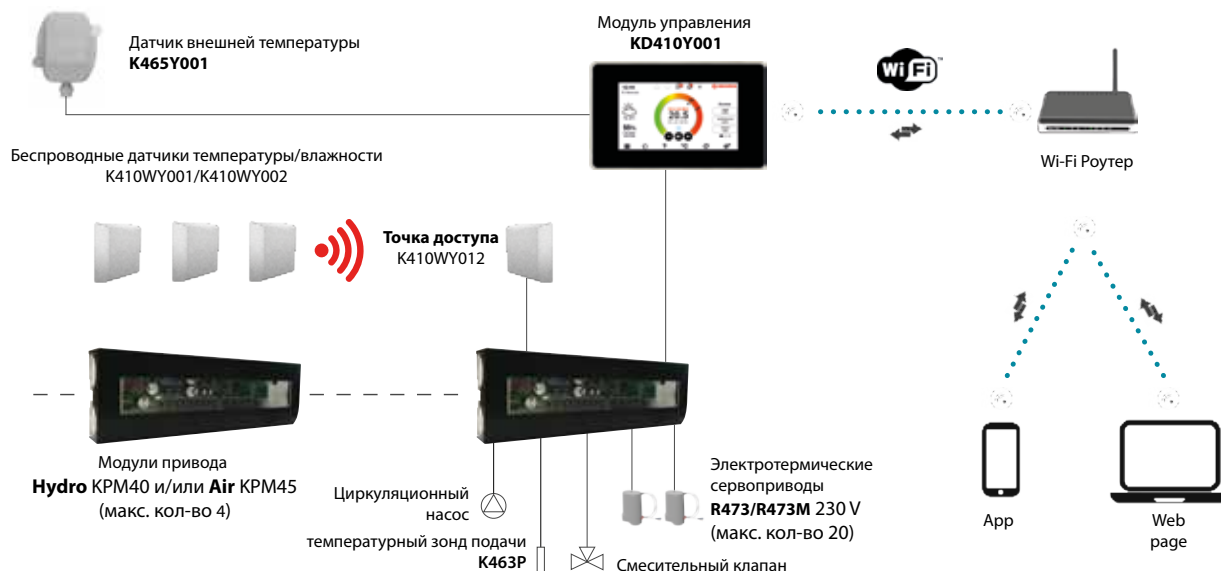 Датчик внешней температуры
K465Y001
Модуль управления
KD410Y001
Wi Fi
20.5
Wi-Fi Роутер
Беспроводные датчики температуры/влажности
K410WY001/K410WY002
Точка доступа
K410WY012
Модули привода
Hydro KPM40 и/или Air KPM45
(макс. кол-во 4)
Циркуляционный
насос
температурный зонд подачи
K463P
Смесительный клапан
Электротермические
сервоприводы
R473/R473M 230 V
(макс. кол-во 20)
App
Web
page